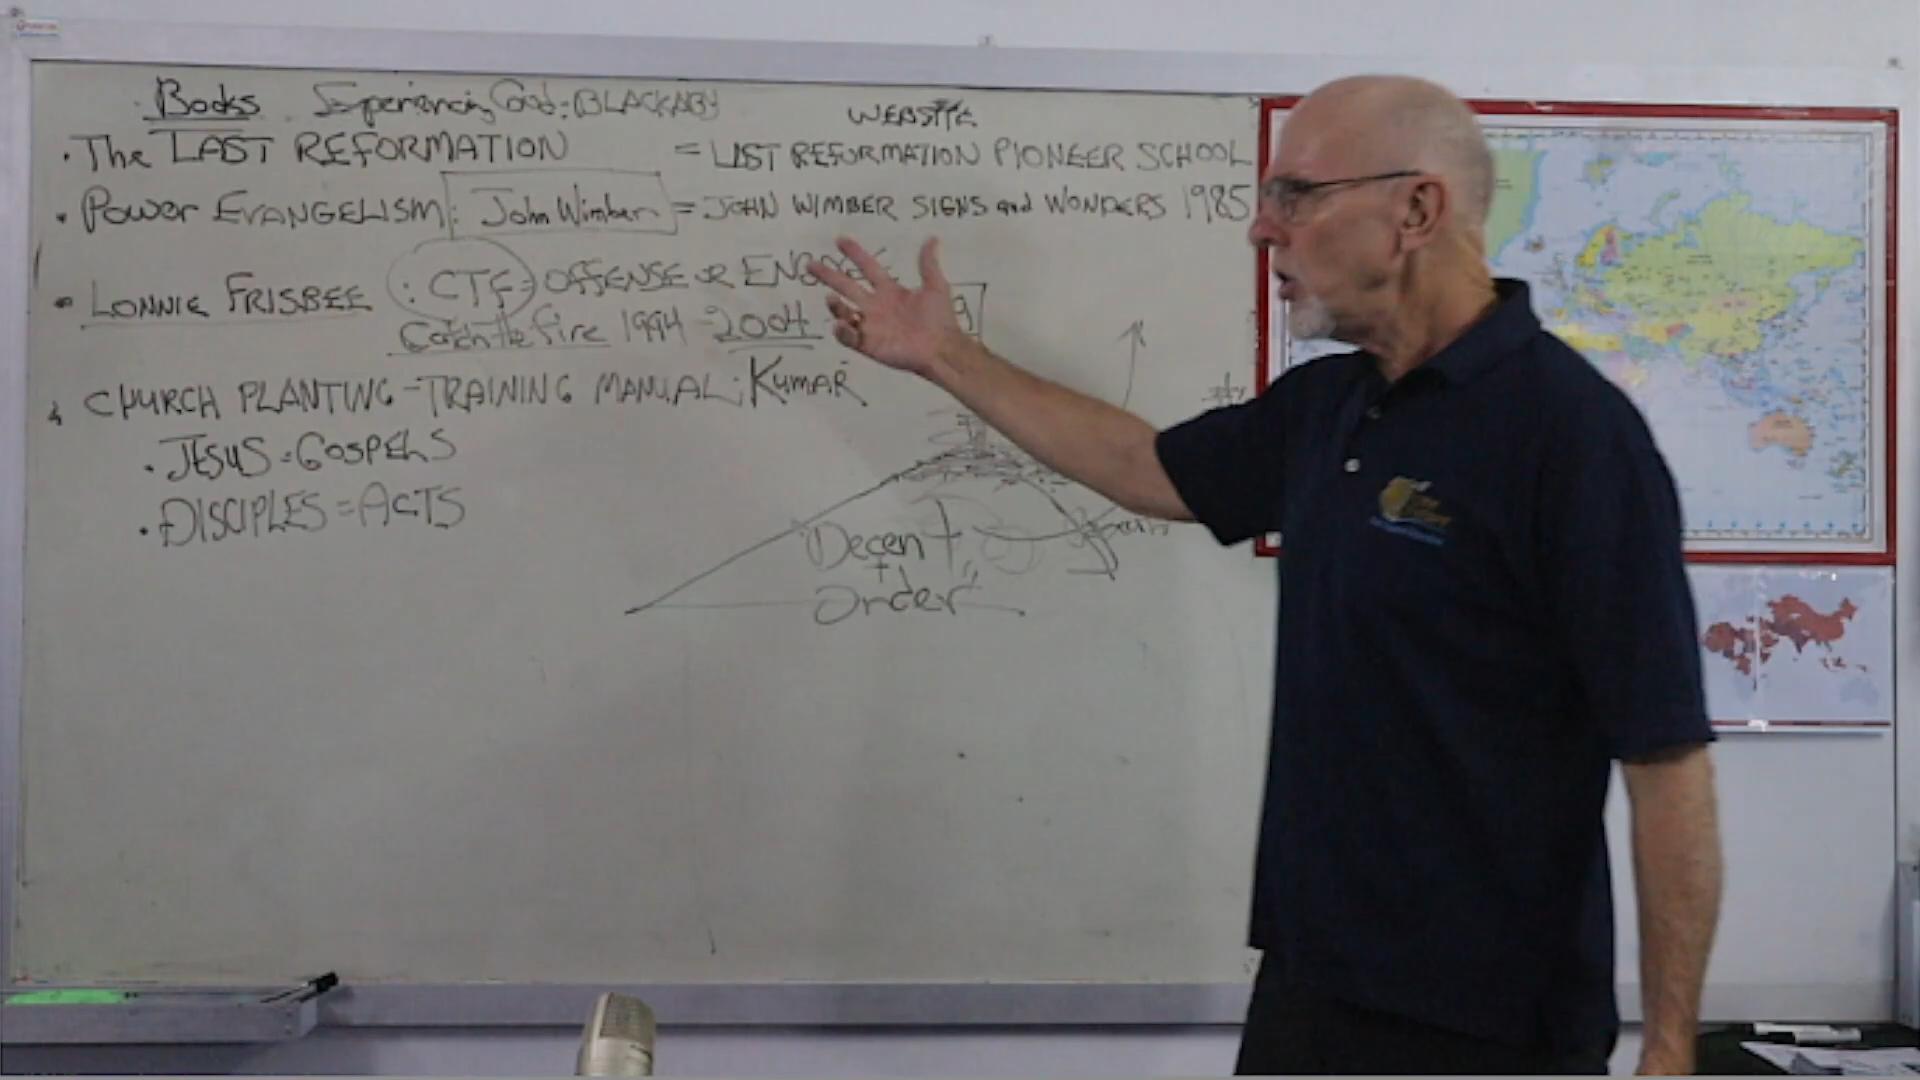 Books Experiencing God: BLACKABY
WEBSITE
· The LAST REFORMATION = LAST REFORMATION PIONEER SCHOOL
· Power EVANGELISM: John Wimber = JOHN WIMBER SIGNS and WONDERS 1985
· LONNIE FRISBEE : CTF = OFFENSE or
Catch the fire 1994 - 2004
CHURCH PLANTING - TRAINING MANUAL: KUMAR
· JESUS = GOSPELS
· DISCIPLES = ACTS
Decent
+
Order"